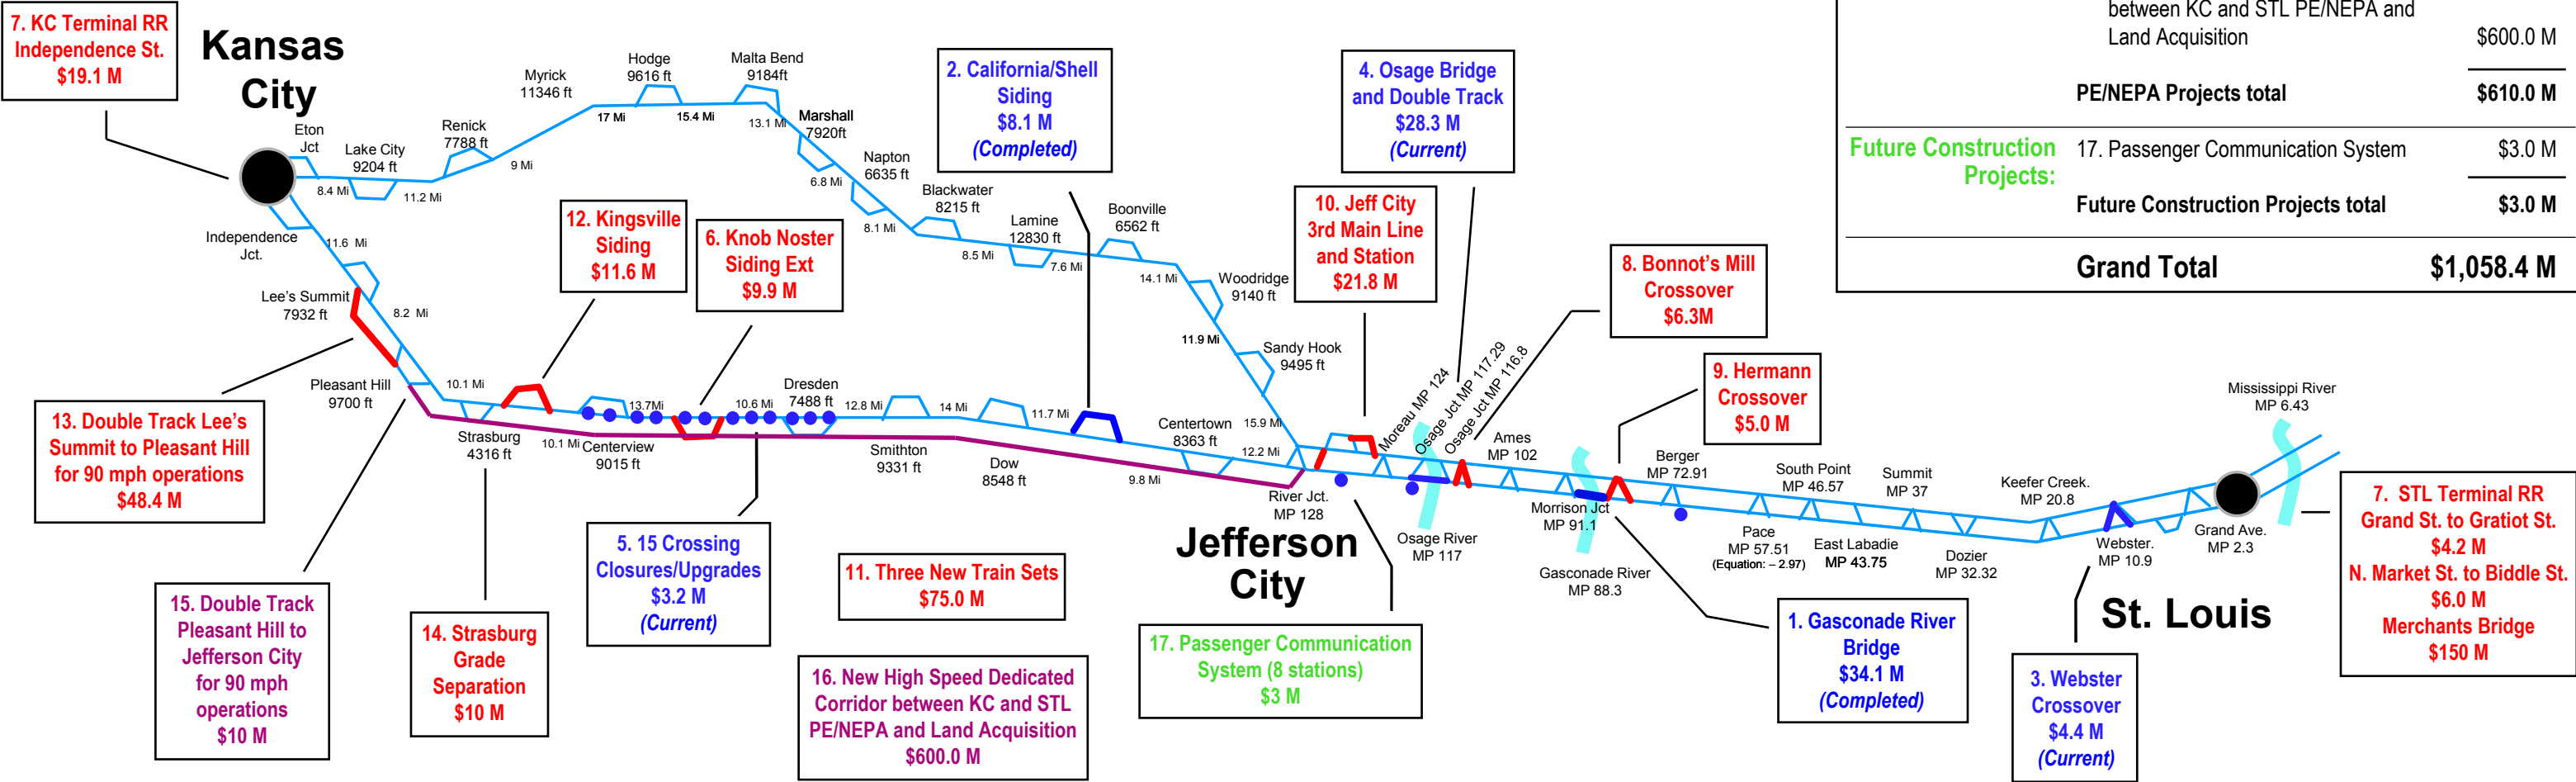 7. KC Terminal RR
Independence St.
$19.1 M
Kansas
City
Eton
Jct
8.4 Mi
Lake City
9204 ft
11.2 Mi
Renick
7788 ft
9 Mi
Myrick
11346 ft
17 Mi
Hodge
9616 ft
15.4 Mi
Malta Bend
9184ft
13.1 Mi
Marshall
7920ft
6.8 Mi
Napton
6635 ft
8.1 Mi
Blackwater
8215 ft
8.5 Mi
Lamine
12830 ft
7.6 Mi
Boonville
6562 ft
14.1 Mi
Woodridge
9140 ft
11.9 Mi
Sandy Hook
9495 ft
15.9 Mi
2. California/Shell
Siding
$8.1 M
(Completed)
4. Osage Bridge
and Double Track
$28.3 M
(Current)
between KC and STL PE/NEPA and
Land Acquisition $600.0 M
PE/NEPA Projects total $610.0 M
Future Construction
Projects:
17. Passenger Communication System $3.0 M
Future Construction Projects total $3.0 M
Grand Total $1,058.4 M
12. Kingsville
Siding
$11.6 M
6. Knob Noster
Siding Ext
$9.9 M
10. Jeff City
3rd Main Line
and Station
$21.8 M
8. Bonnot’s Mill
Crossover
$6.3M
9. Hermann
Crossover
$5.0 M
Independence
Jct.
11.6 Mi
Lee’s Summit
7932 ft
8.2 Mi
Pleasant Hill
9700 ft
10.1 Mi
Strasburg
4316 ft
10.1 Mi
Centerview
9015 ft
13.7Mi
10.6 Mi
Dresden
7488 ft
12.8 Mi
Smithton
9331 ft
14 Mi
Dow
8548 ft
11.7 Mi
9.8 Mi
Centertown
8363 ft
12.2 Mi
River Jct.
MP 128
Moreau MP 124
Osage Jct MP 117.29
Osage Jct MP 116.8
Osage River
MP 117
Ames
MP 102
Morrison Jct
MP 91.1
Gasconade River
MP 88.3
Berger
MP 72.91
Pace
MP 57.51
(Equation: – 2.97)
South Point
MP 46.57
East Labadie
MP 43.75
Summit
MP 37
Dozier
MP 32.32
Keefer Creek.
MP 20.8
Webster.
MP 10.9
Grand Ave.
MP 2.3
Mississippi River
MP 6.43
Jefferson
City
St. Louis
13. Double Track Lee’s
Summit to Pleasant Hill
for 90 mph operations
$48.4 M
15. Double Track
Pleasant Hill to
Jefferson City
for 90 mph
operations
$10 M
14. Strasburg
Grade
Separation
$10 M
5. 15 Crossing
Closures/Upgrades
$3.2 M
(Current)
11. Three New Train Sets
$75.0 M
16. New High Speed Dedicated
Corridor between KC and STL
PE/NEPA and Land Acquisition
$600.0 M
17. Passenger Communication
System (8 stations)
$3 M
1. Gasconade River
Bridge
$34.1 M
(Completed)
3. Webster
Crossover
$4.4 M
(Current)
7. STL Terminal RR
Grand St. to Gratiot St.
$4.2 M
N. Market St. to Biddle St.
$6.0 M
Merchants Bridge
$150 M